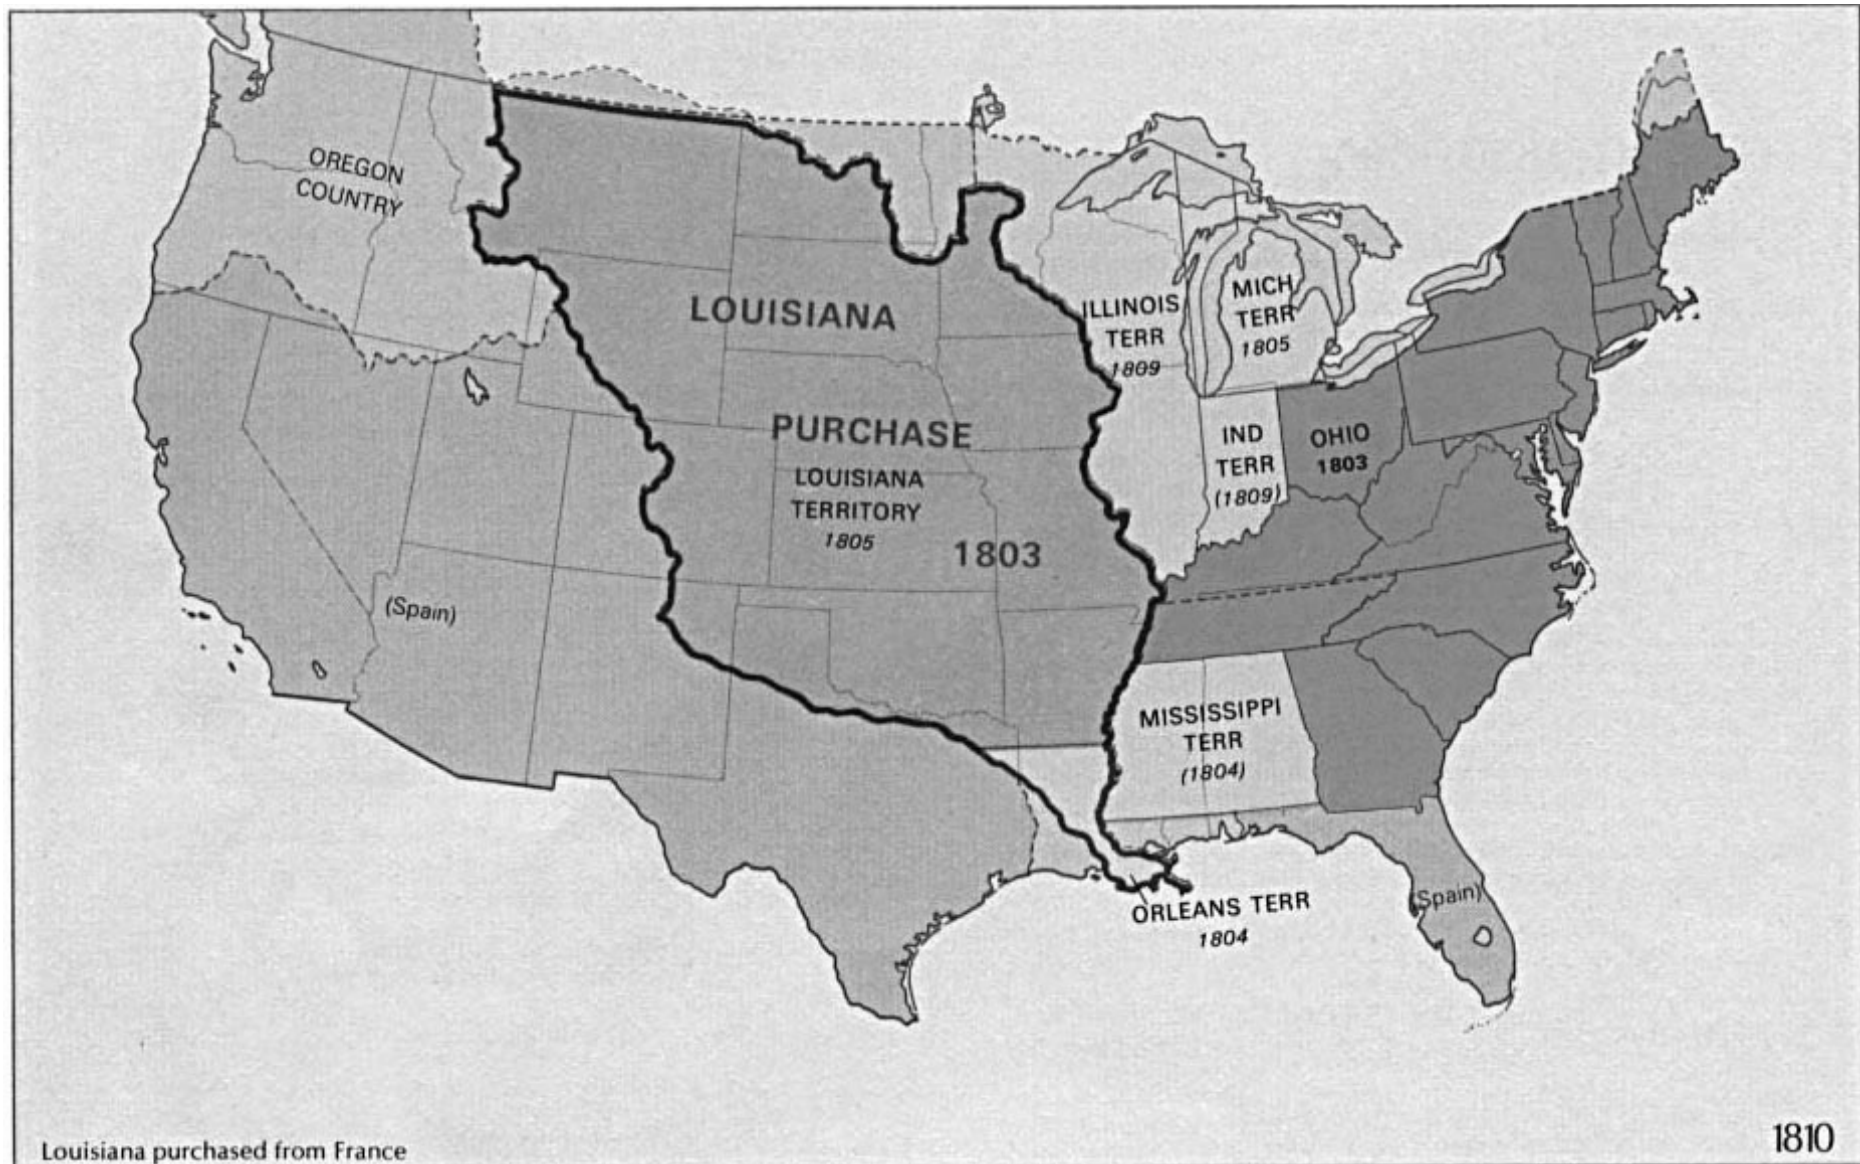 OREGON
COUNTRY
LOUISIANA
PURCHASE
LOUISIANA
TERRITORY
1805
1803
(Spain)
ILLINOIS
TERR
1809
MICH
TERR
1805
IND
TERR
(1809)
OHIO
1803
MISSISSIPPI
TERR
(1804)
ORLEANS TERR
1804
(Spain)
Louisiana purchased from France
1810